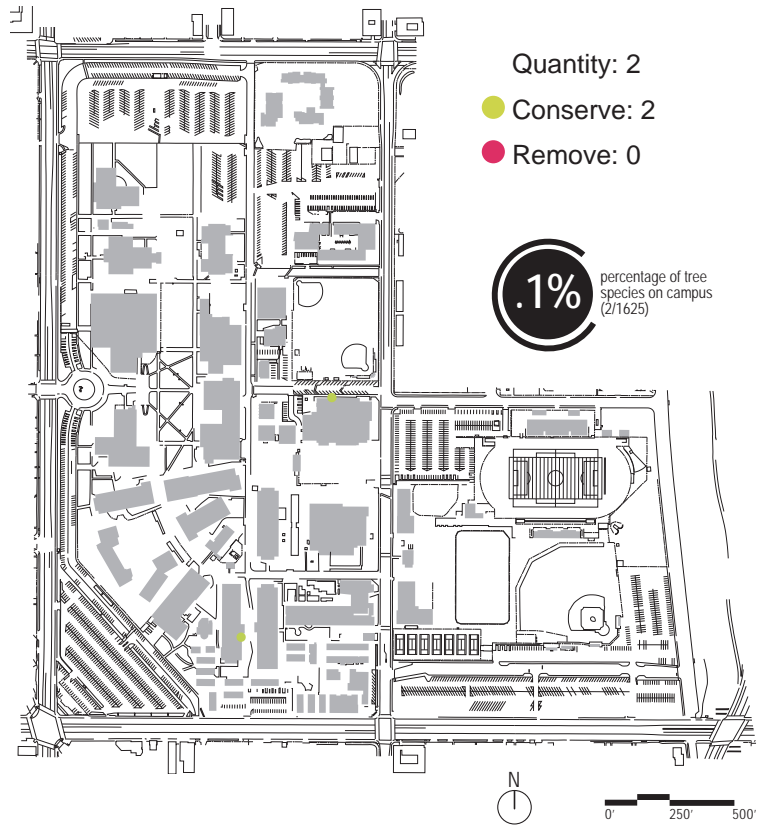 Quantity: 2
Conserve: 2
Remove: 0
.1%
percentage of tree
species on campus
(2/1625)
N
0'
250'
500'